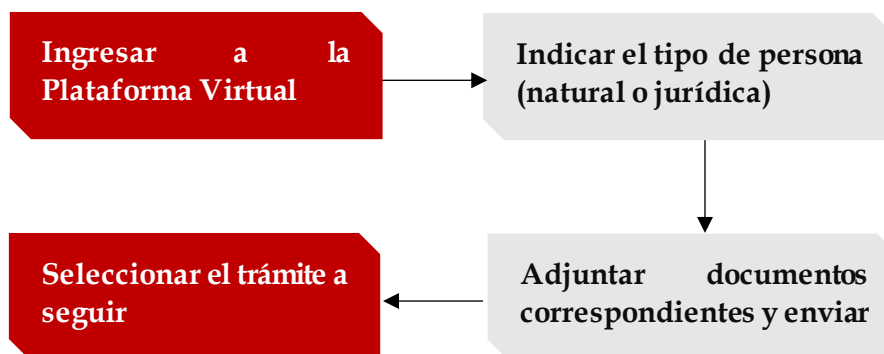 Ingresar a la
Plataforma Virtual
Indicar el tipo de persona
(natural o jurídica)
Adjuntar documentos
correspondientes y enviar
Seleccionar el trámite a
seguir